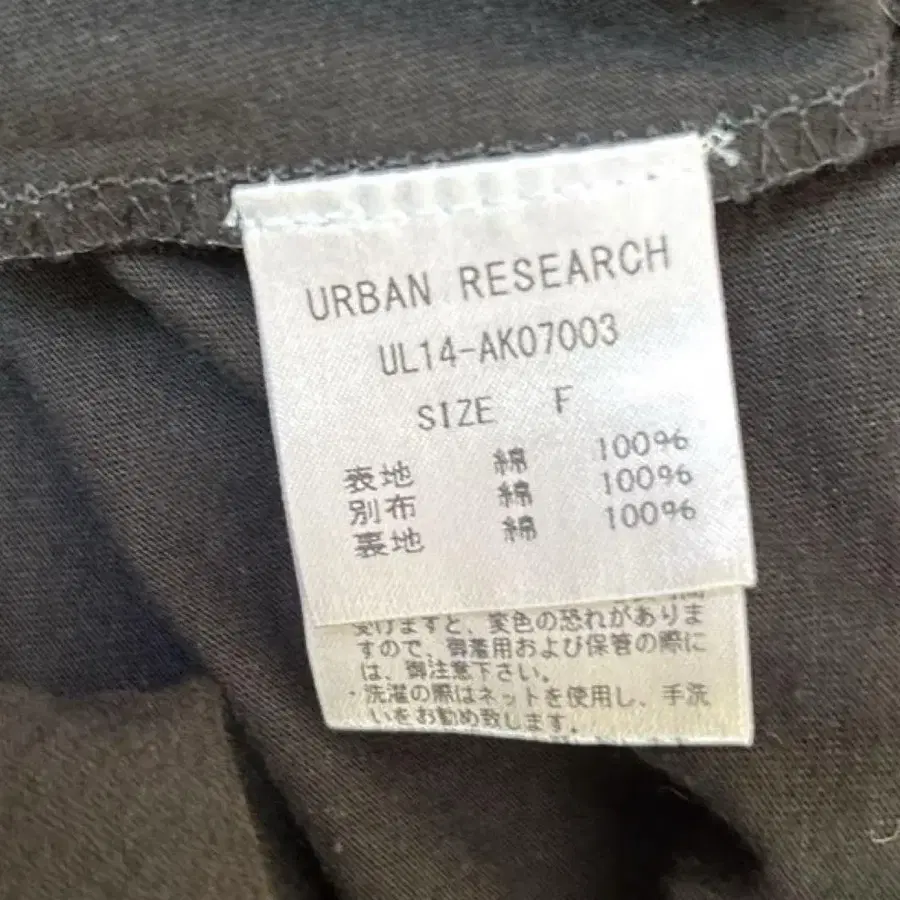 URBAN RESEARCH
UL14-AK07003
SIZE F
表地 綿 100%
別布 綿 100%
裏地 綿 100%
受けますと、変色の恐れがありま
すので、御着用および保管の際に
は、御注意下さい。
・洗濯の際はネットを使用し、手洗
いをお勧め致します。